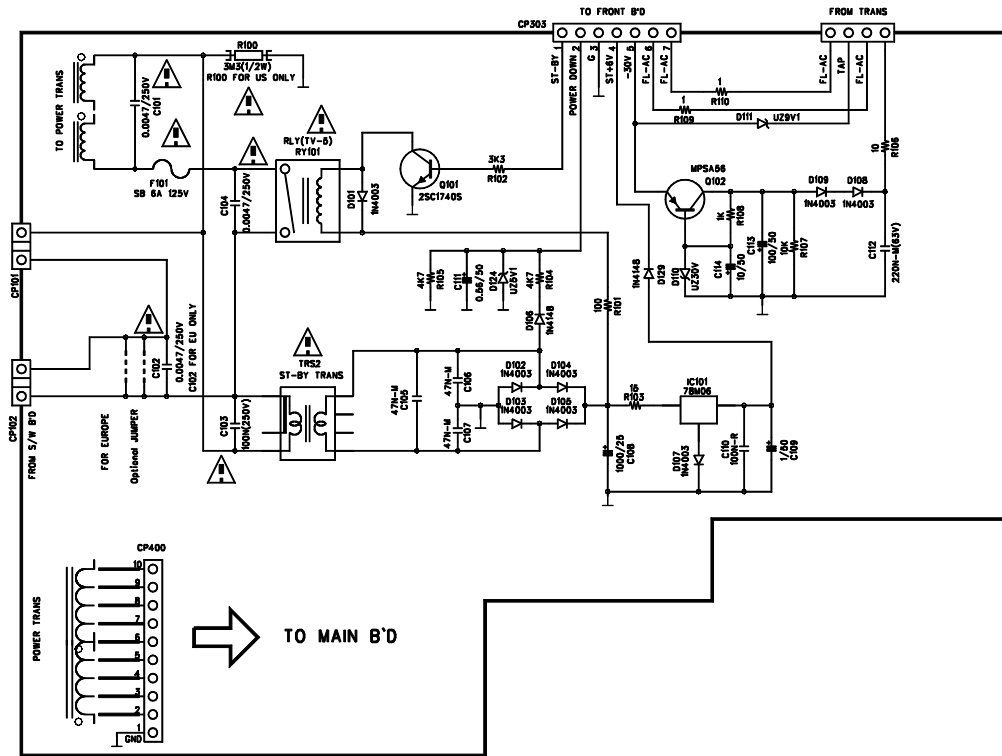 TO FRONT B'D
FROM TRANS
CP303
ST-BY 1
POWER DOWN 2
G 3
ST+6V 4
-30V 5
FL-AC 6
FL-AC 7
FL-AC
TAP
FL-AC
R100
3M3(1/2W)
R100 FOR US ONLY
TO POWER TRANS
0.0047/250V
C101
F101
SB 6A 125V
RLY(TV-5)
RY101
C104
0.0047/250V
D101
1N4003
Q101
2SC1740S
3K3
R102
1
R110
1
R109
D111
UZ9V1
10
R106
MPSA56
Q102
D109
1N4003
D108
1N4003
1K
R108
C113
100/50
10K
R107
C112
220N-M(63V)
C114
10/50
D110
UZ30V
1N4148
D129
4K7
R105
C111
0.56/50
D124
UZ5V1
4K7
R104
D106
1N4148
100
R101
CP101
CP102
FROM S/W B'D
FOR EUROPE
Optional JUMPER
C102
0.0047/250V
C102 FOR EU ONLY
C103
100N(250V)
TRS2
ST-BY TRANS
47N-M
C105
47N-M
C106
47N-M
C107
D102
1N4003
D104
1N4003
D103
1N4003
D105
1N4003
15
R103
IC101
78M06
1000/25
C108
D107
1N4003
C110
100N-R
1/50
C109
CP400
POWER TRANS
10
9
8
7
6
5
4
3
2
1
GND
TO MAIN B'D